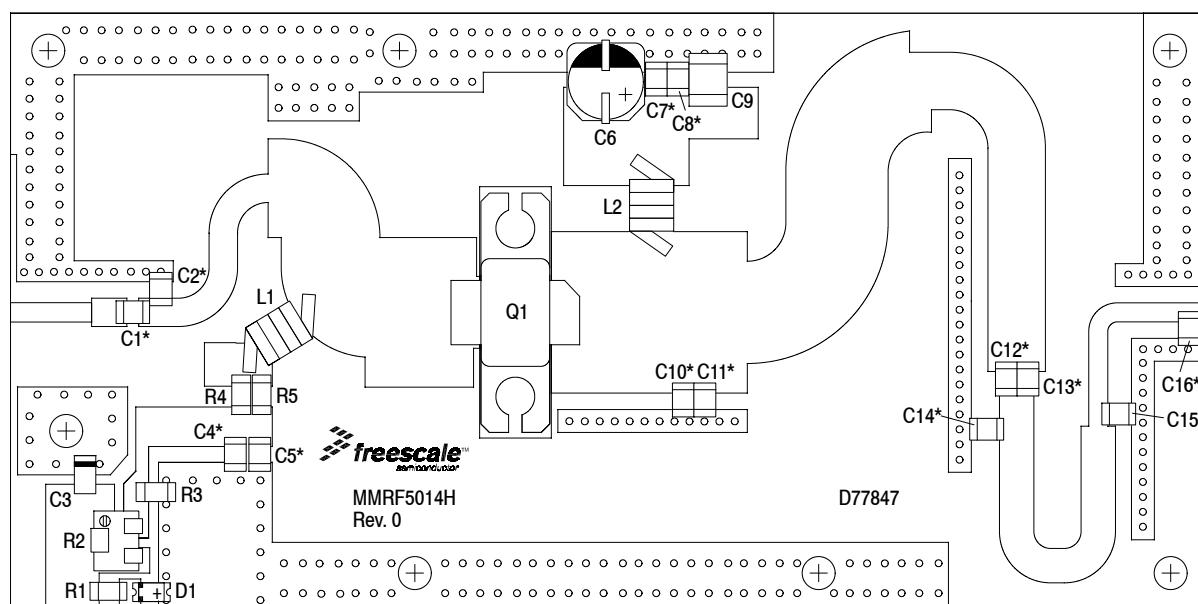 C6
C7*
C8*
C9
L2
C2*
C1*
L1
Q1
R4
R5
C4*
C5*
C3
R3
R2
R1
D1
C10*
C11*
C12*
C13*
C14*
C15
C16*
freescale™
semiconductor
MMRF5014H
Rev. 0
D77847